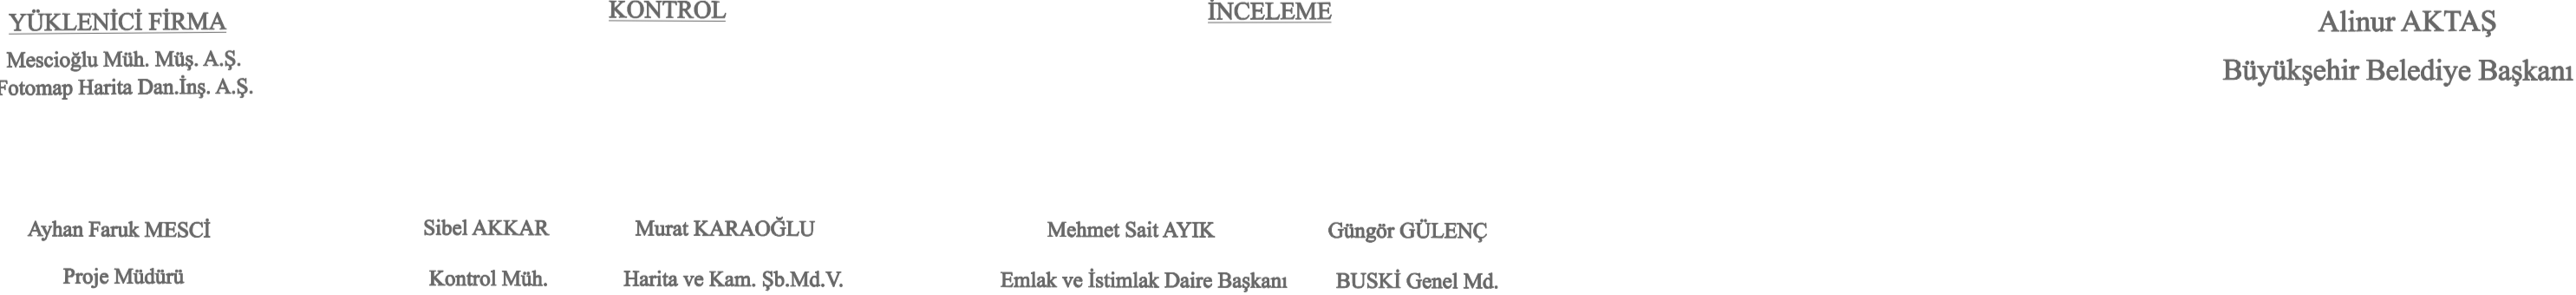 YÜKLENİCİ FİRMA
Mescioğlu Müh. Müş. A.Ş.
Fotomap Harita Dan.İnş. A.Ş.
Ayhan Faruk MESCİ
Proje Müdürü
KONTROL
Sibel AKKAR
Kontrol Müh.
Murat KARAOĞLU
Harita ve Kam. Şb.Md.V.
İNCELEME
Mehmet Sait AYIK
Emlak ve İstimlak Daire Başkanı
Güngör GÜLENÇ
BUSKİ Genel Md.
Alinur AKTAŞ
Büyükşehir Belediye Başkanı